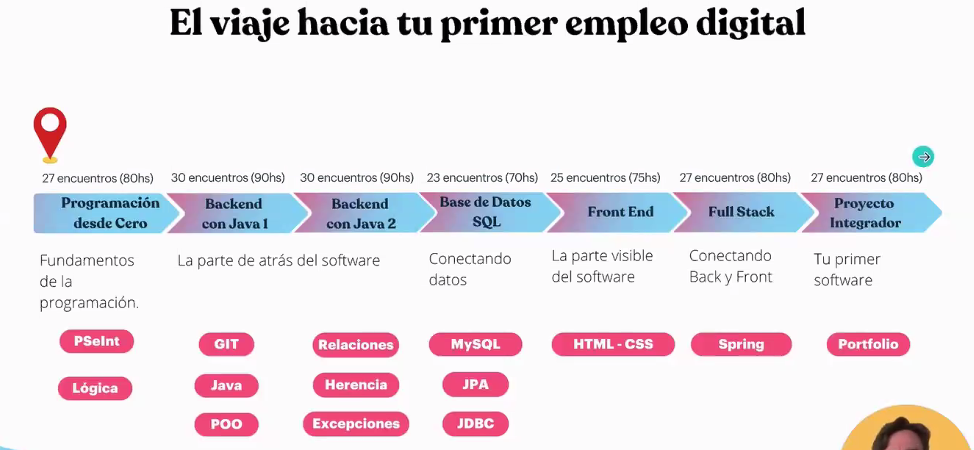 El viaje hacia tu primer empleo digital
27 encuentros (80hs)
30 encuentros (90hs)
30 encuentros (90hs)
23 encuentros (70hs)
25 encuentros (75hs)
27 encuentros (80hs)
27 encuentros (80hs)
Programación
desde Cero
Backend
con Java 1
Backend
con Java 2
Base de Datos
SQL
Front End
Full Stack
Proyecto
Integrador
Fundamentos
de la
programación.
La parte de atrás del software
Conectando
datos
La parte visible
del software
Conectando
Back y Front
Tu primer
software
PSeInt
Lógica
GIT
Java
POO
Relaciones
Herencia
Excepciones
MySQL
JPA
JDBC
HTML - CSS
Spring
Portfolio